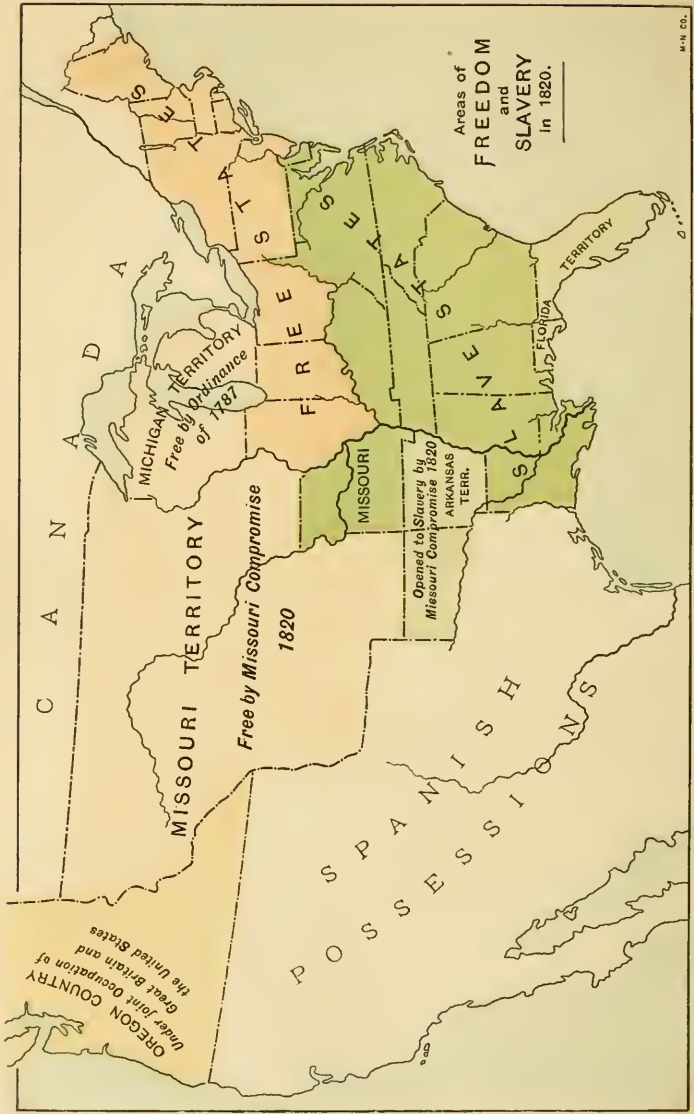 Areas of
FREEDOM
and
SLAVERY
in 1820.
CANADA
OREGON COUNTRY
Under joint Occupation of
Great Britain and
the United States
MISSOURI TERRITORY
Free by Missouri Compromise
1820
MICHIGAN TERRITORY
Free by Ordinance
of 1787
FREE STATES
MISSOURI
Opened to Slavery by
Missouri Compromise 1820
ARKANSAS
TERR.
SLAVE STATES
FLORIDA
TERRITORY
SPANISH
POSSESSIONS
M-N CO.